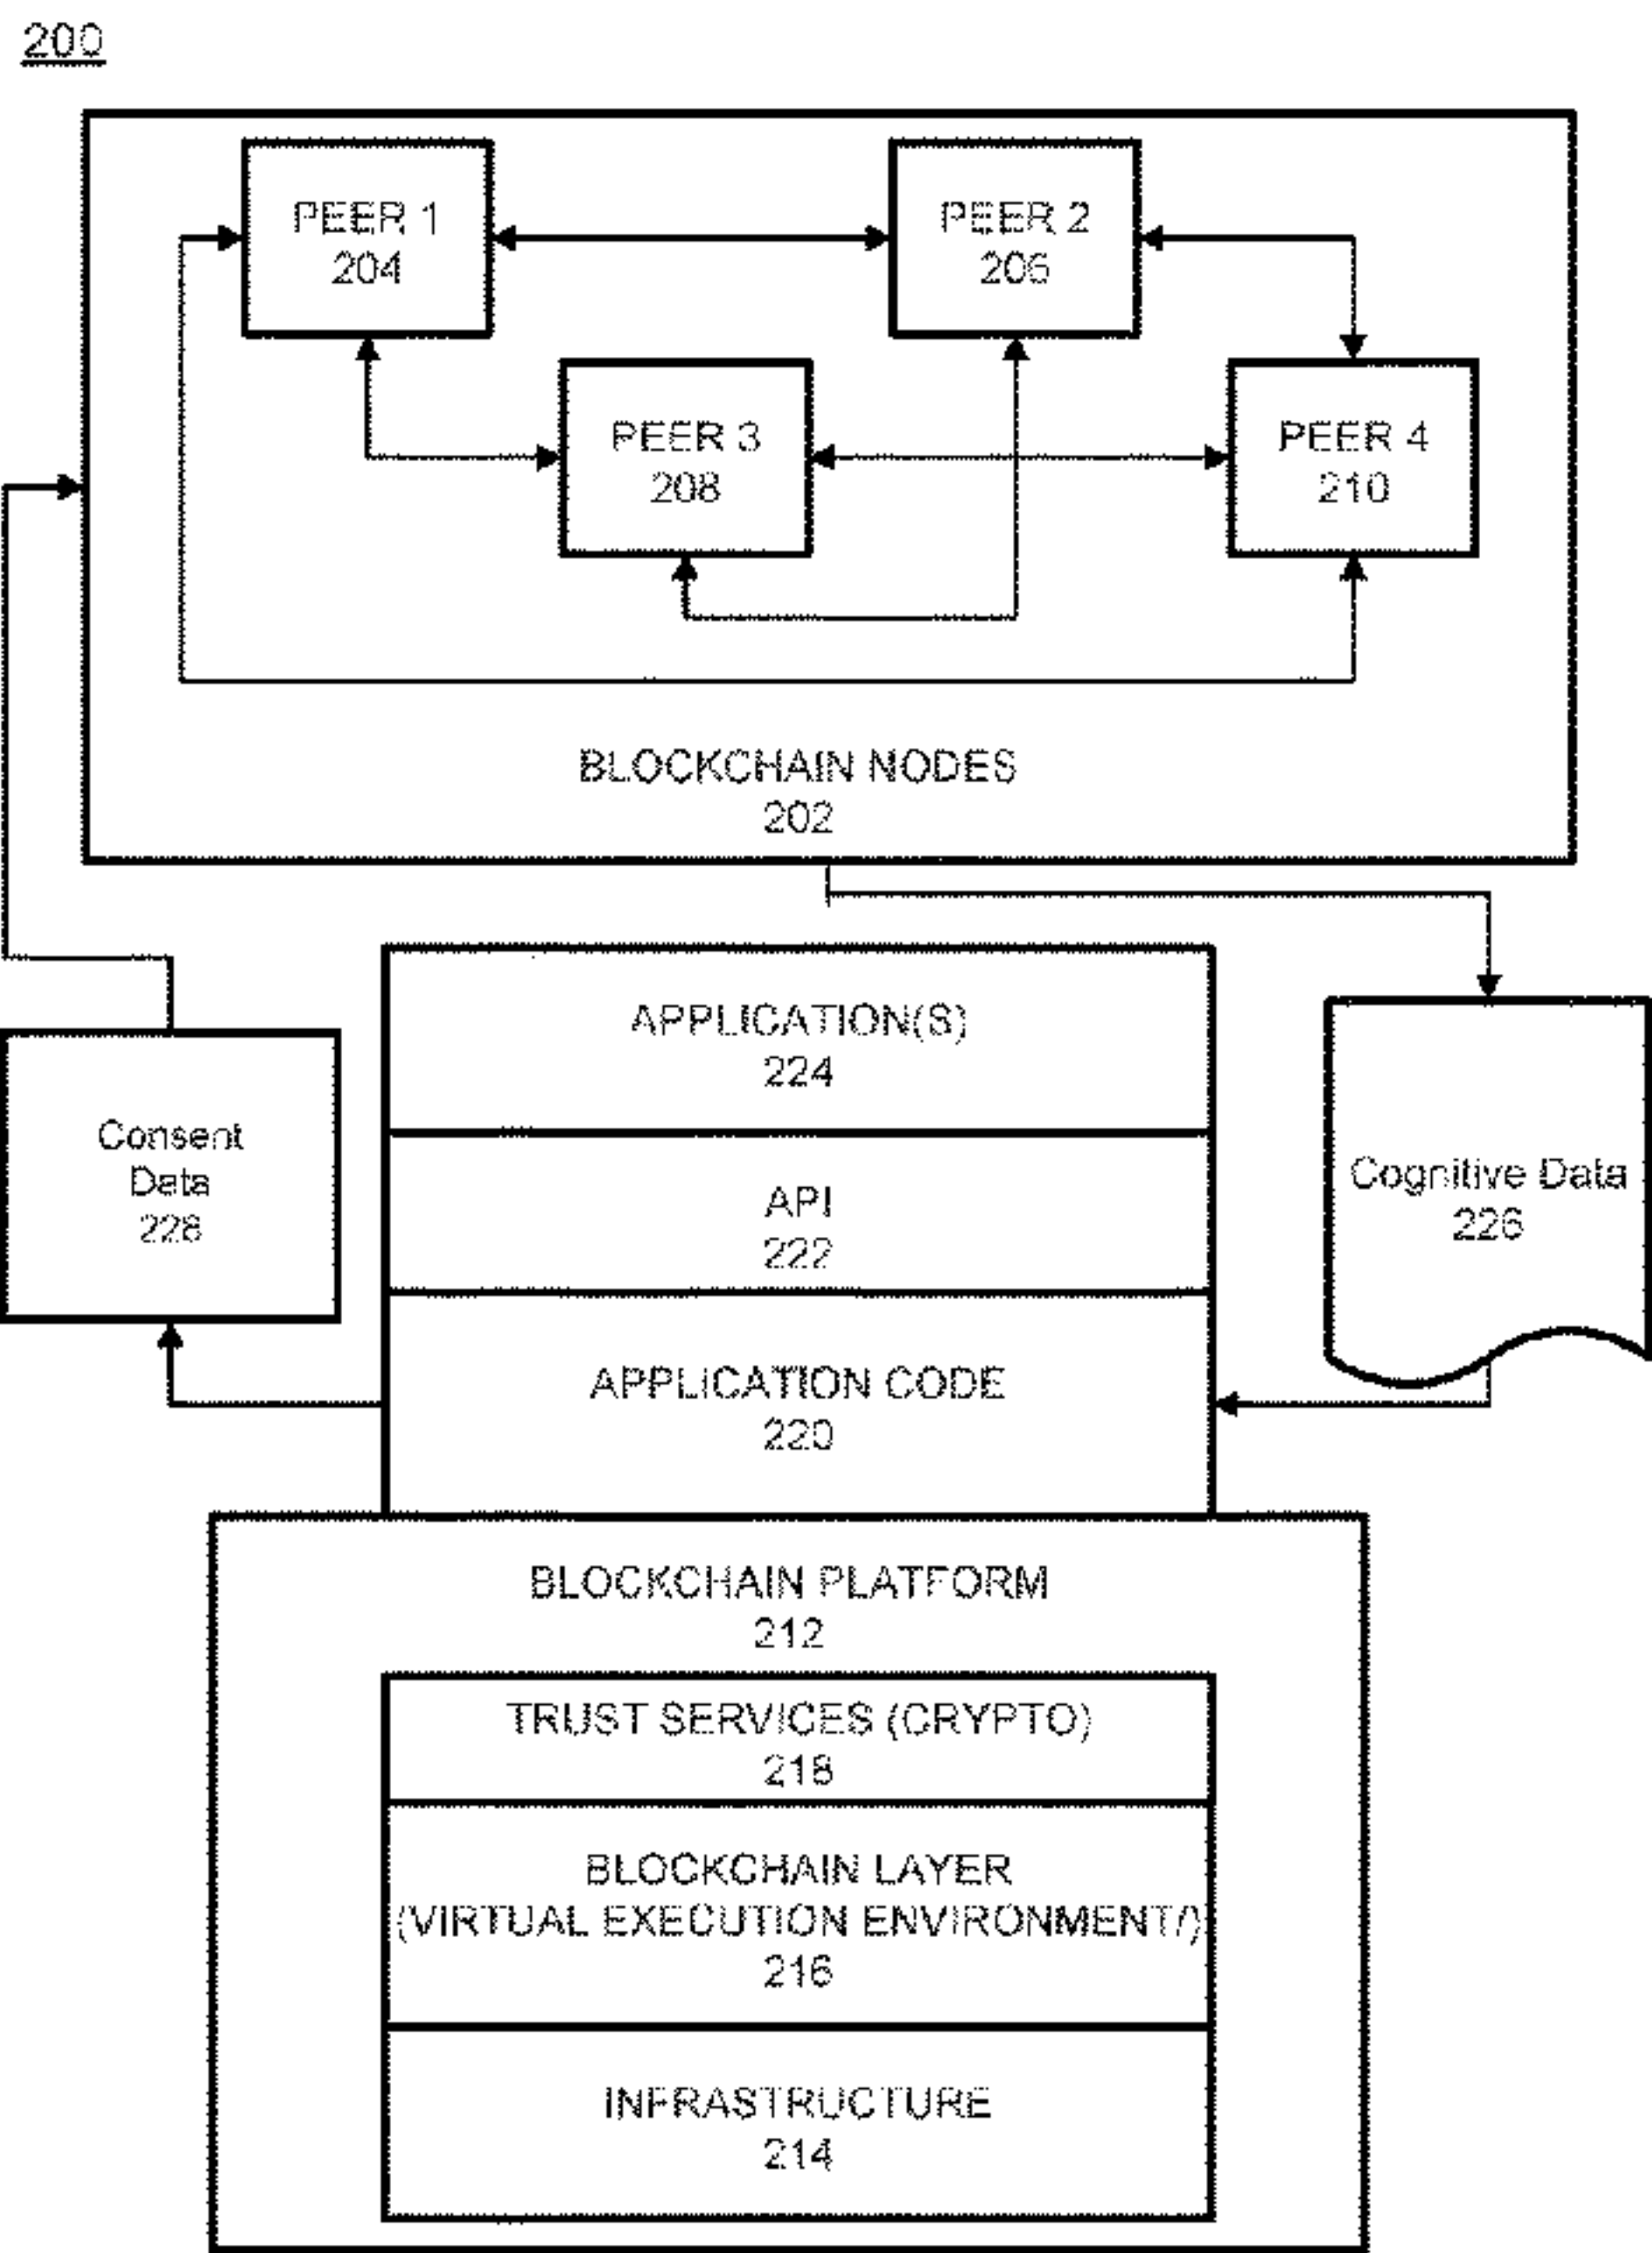 200
PEER 1
204
PEER 2
206
PEER 3
208
PEER 4
210
BLOCKCHAIN NODES
202
APPLICATION(S)
224
API
222
APPLICATION CODE
220
Consent
Data
228
Cognitive Data
226
BLOCKCHAIN PLATFORM
212
TRUST SERVICES (CRYPTO)
218
BLOCKCHAIN LAYER
(VIRTUAL EXECUTION ENVIRONMENT/)
216
INFRASTRUCTURE
214